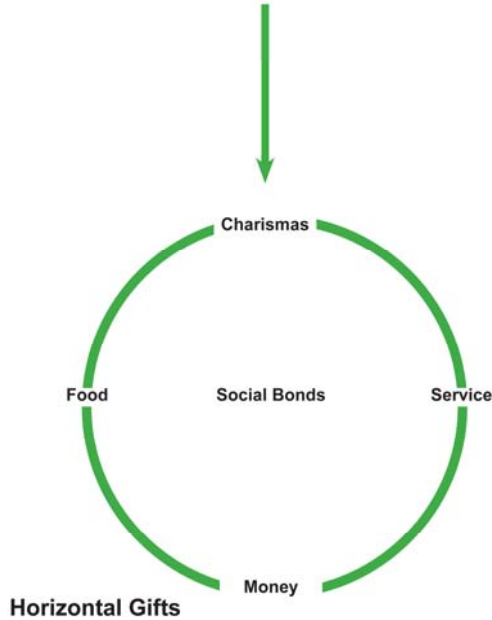 Charismas
Food
Social Bonds
Service
Money
Horizontal Gifts